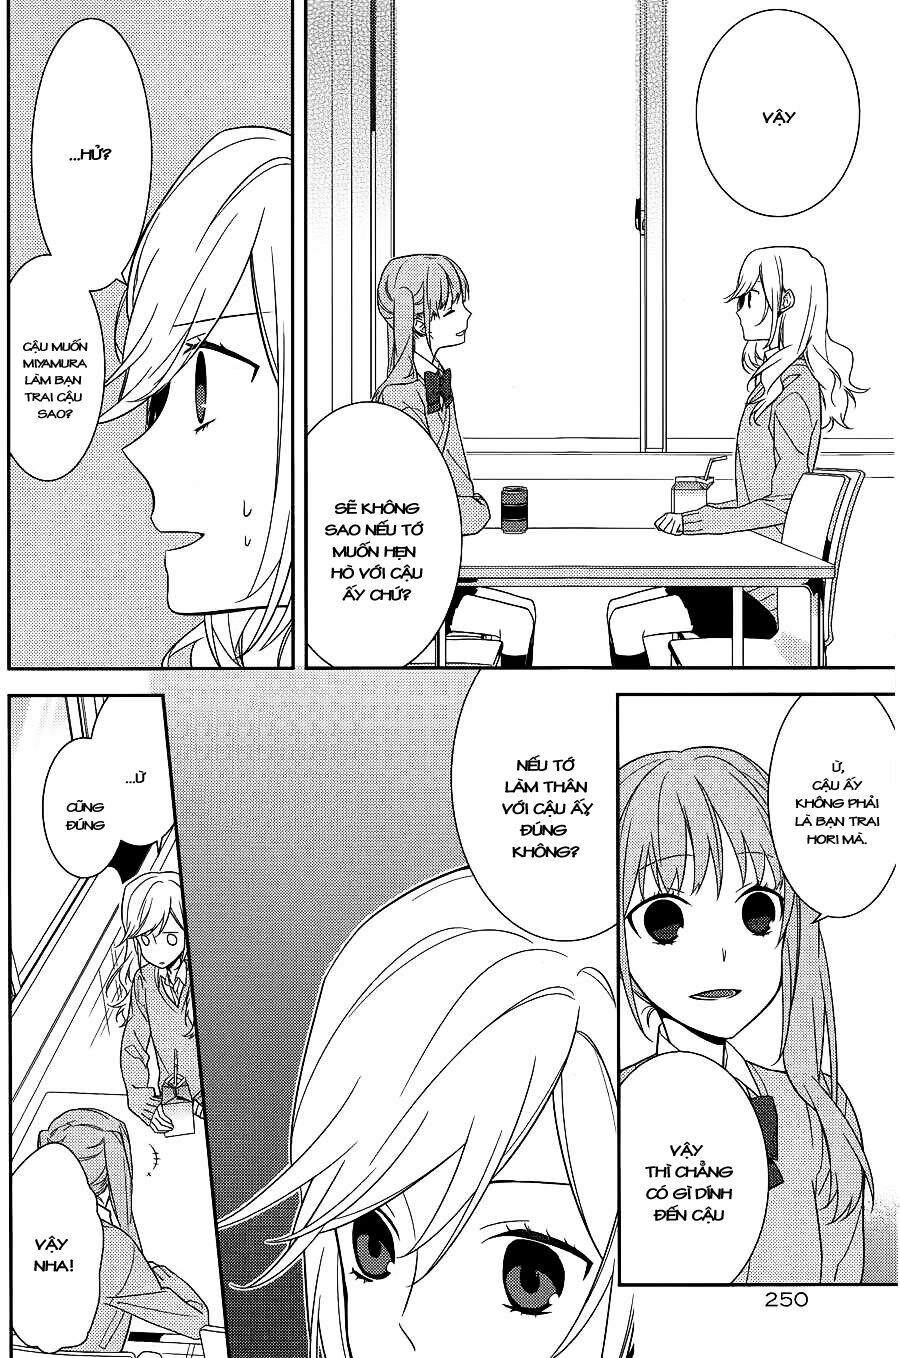 VẬY
SẼ KHÔNG
SAO NẾU TỚ
MUỐN HẸN
HÒ VỚI CẬU
ẤY CHỨ?
...HỬ?
CẬU MUỐN
MIYAMURA
LÀM BẠN
TRAI CẬU
SAO?
Ừ,
CẬU ẤY
KHÔNG PHẢI
LÀ BẠN TRAI
HORI MÀ.
VẬY
THÌ CHẲNG
CÓ GÌ DÍNH
ĐẾN CẬU
NẾU TỚ
LÀM THÂN
VỚI CẬU ẤY,
ĐÚNG
KHÔNG?
...Ừ
CŨNG
ĐÚNG
VẬY
NHA!
250